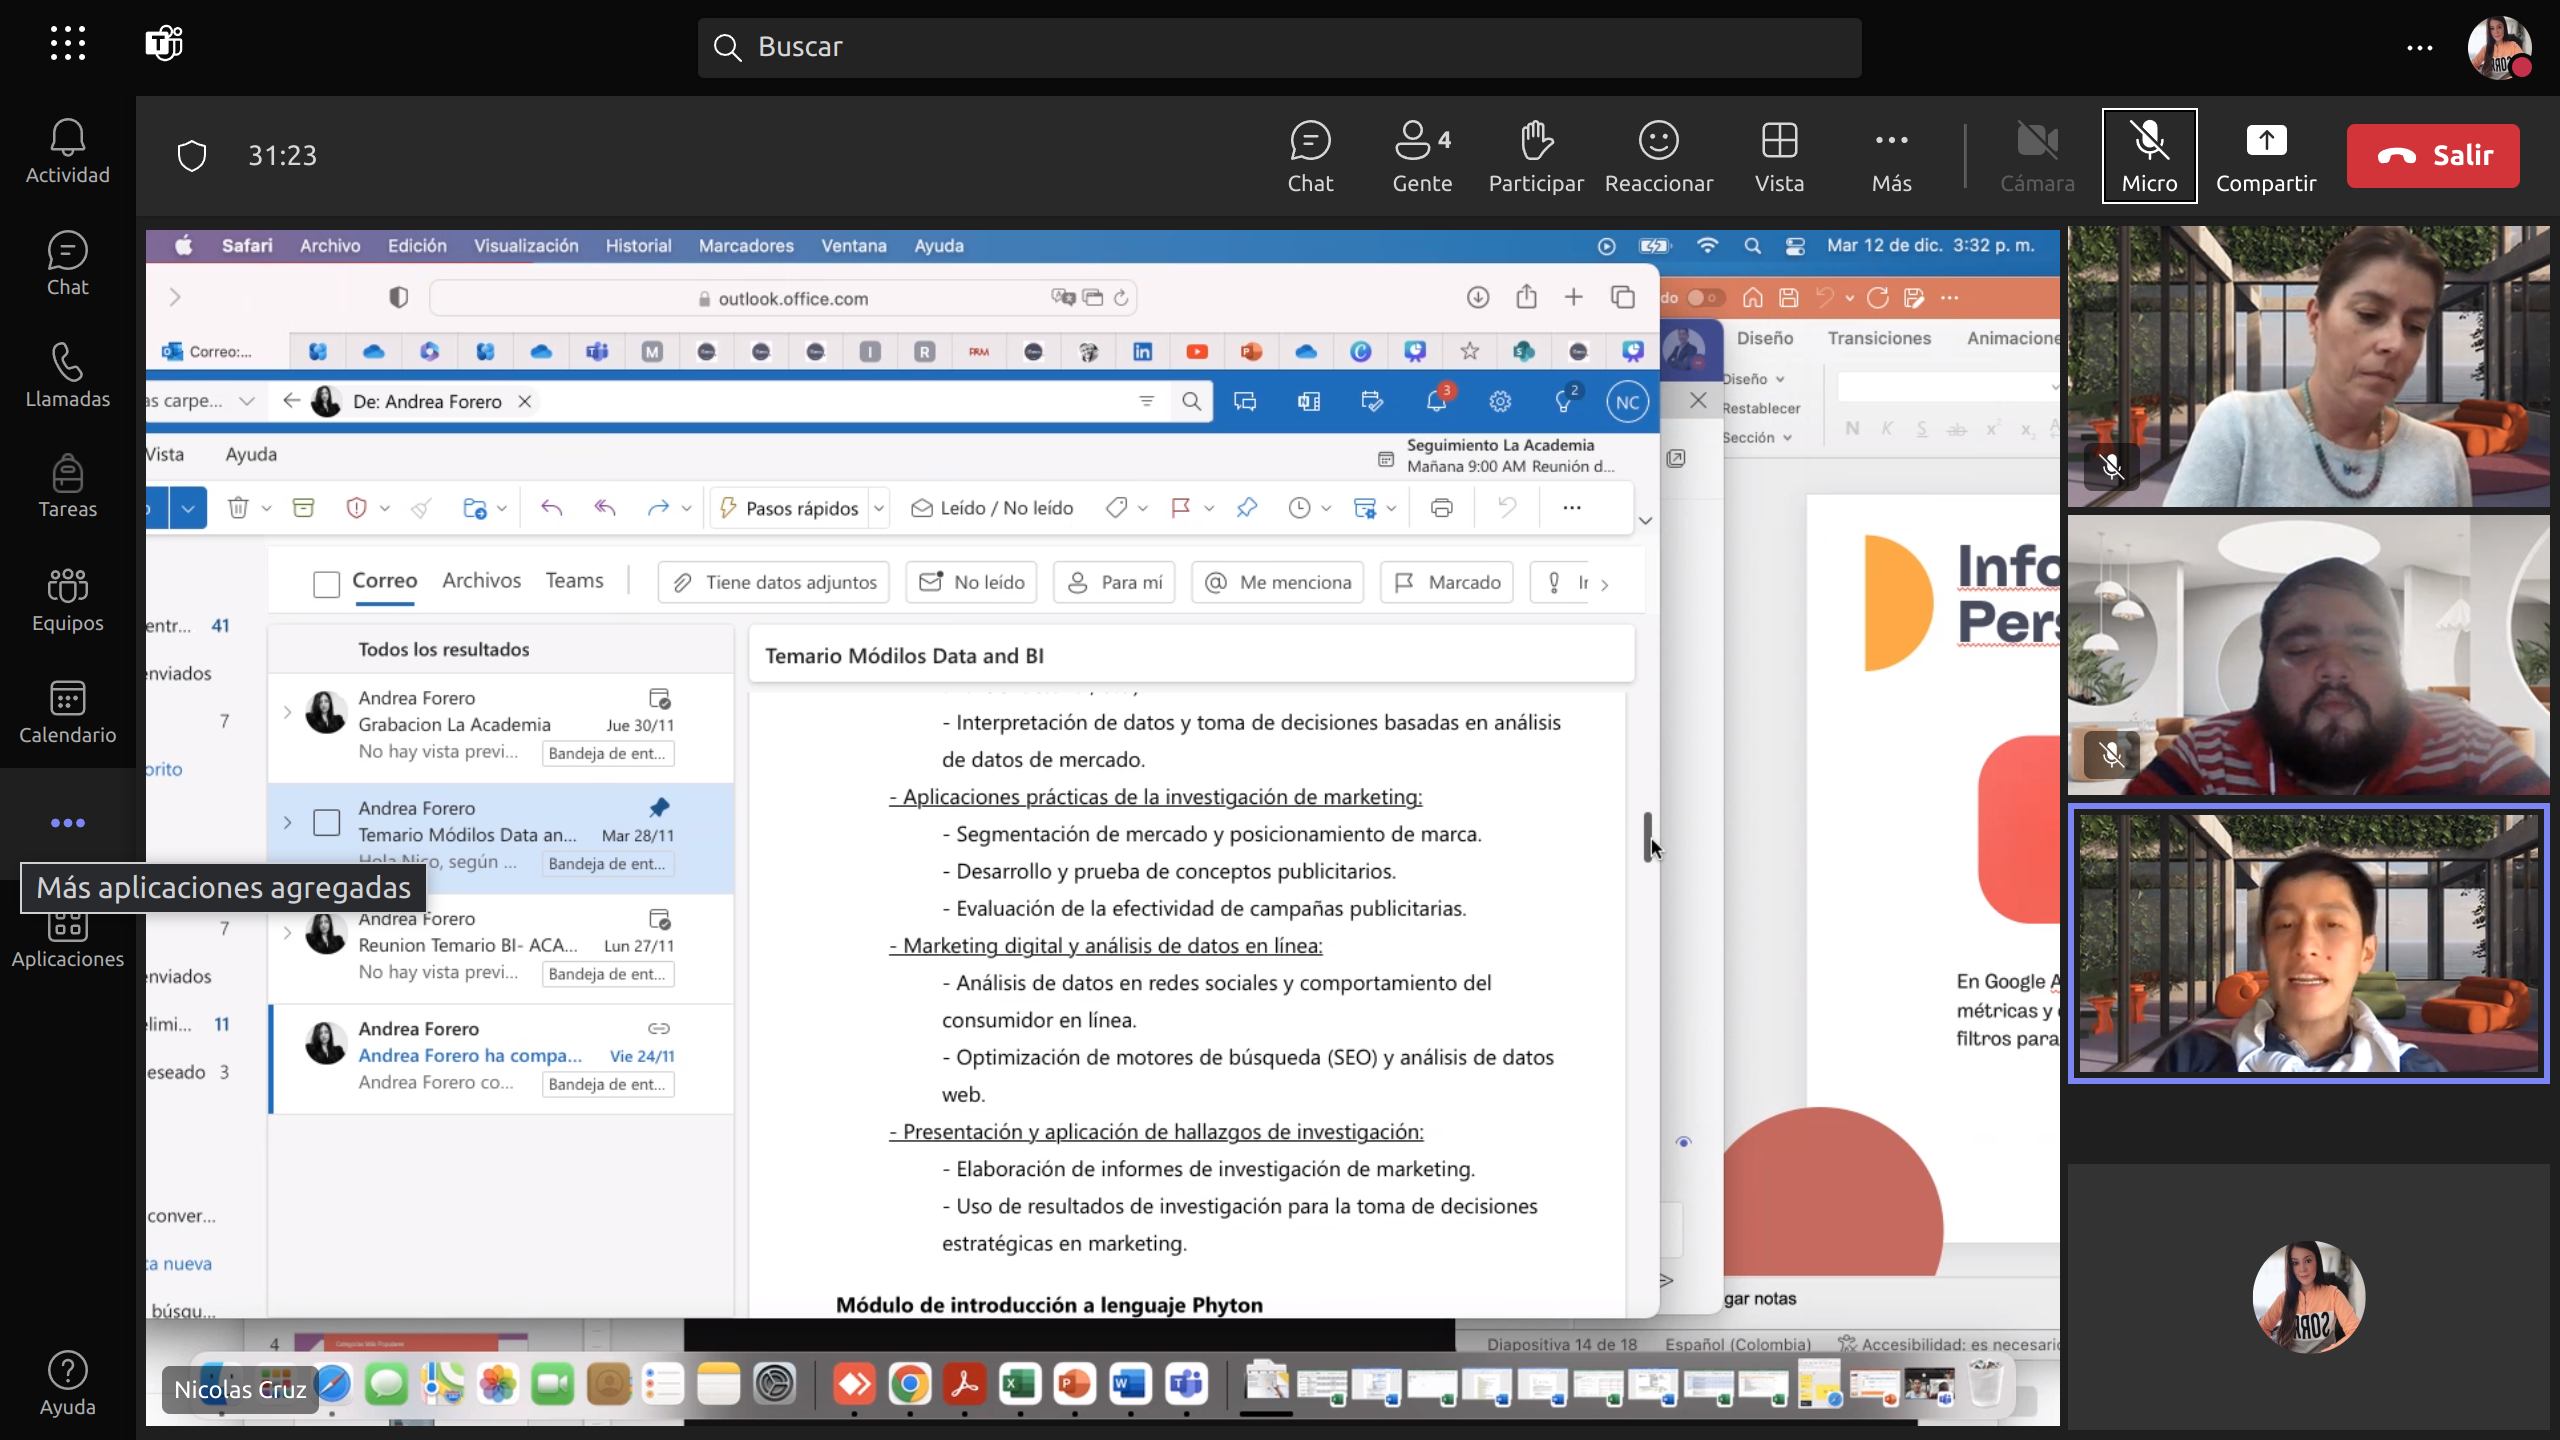 Buscar
Actividad
Chat
Llamadas
Tareas
Equipos
Calendario
Más aplicaciones agregadas
Aplicaciones
Ayuda
31:23
Chat
Gente 4
Participar
Reaccionar
Vista
Más
Cámara
Micro
Compartir
Salir
Safari Archivo Edición Visualización Historial Marcadores Ventana Ayuda
Mar 12 de dic. 3:32 p. m.
outlook.office.com
Correo:...
M
I
R
PRM
as carpe...
De: Andrea Forero
3
2
NC
Vista Ayuda
Seguimiento La Academia
Mañana 9:00 AM Reunión d...
Pasos rápidos
Leído / No leído
Correo Archivos Teams
Tiene datos adjuntos
No leído
Para mí
Me menciona
Marcado
entr... 41
enviados
7
orito
7
enviados
elimi... 11
eseado 3
conver...
ta nueva
búsqu...
Todos los resultados
Andrea Forero
Grabacion La Academia Jue 30/11
No hay vista previ... Bandeja de ent...
Andrea Forero
Temario Módilos Data an... Mar 28/11
Hola Nico, según ... Bandeja de ent...
Andrea Forero
Reunion Temario BI- ACA... Lun 27/11
No hay vista previ... Bandeja de ent...
Andrea Forero
Andrea Forero ha compa... Vie 24/11
Andrea Forero co... Bandeja de ent...
Temario Módilos Data and BI
- Interpretación de datos y toma de decisiones basadas en análisis
de datos de mercado.
- Aplicaciones prácticas de la investigación de marketing:
- Segmentación de mercado y posicionamiento de marca.
- Desarrollo y prueba de conceptos publicitarios.
- Evaluación de la efectividad de campañas publicitarias.
- Marketing digital y análisis de datos en línea:
- Análisis de datos en redes sociales y comportamiento del
consumidor en línea.
- Optimización de motores de búsqueda (SEO) y análisis de datos
web.
- Presentación y aplicación de hallazgos de investigación:
- Elaboración de informes de investigación de marketing.
- Uso de resultados de investigación para la toma de decisiones
estratégicas en marketing.
Módulo de introducción a lenguaje Phyton
do
Diseño Transiciones Animacione
Diseño
Restablecer
Sección
N K S ab x² x₂
Info
Pers
En Google A
métricas y
filtros para
gar notas
Diapositiva 14 de 18 Español (Colombia) Accesibilidad: es necesario
4
Nicolas Cruz